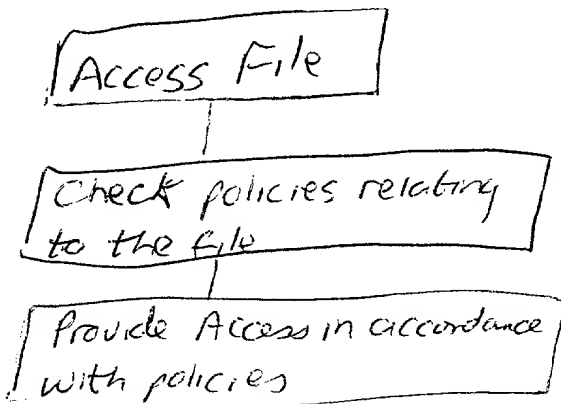 Access File
Check policies relating
to the file
Provide Access in accordance
with policies